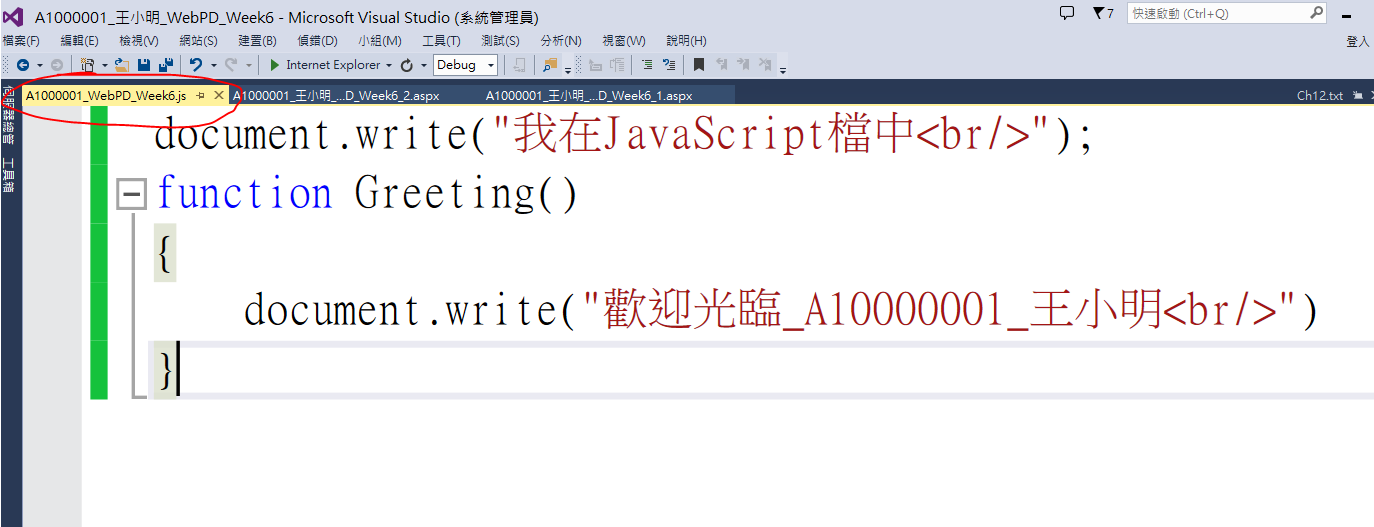 A1000001_王小明_WebPD_Week6 - Microsoft Visual Studio (系統管理員)
7
快速啟動 (Ctrl+Q)
檔案(F) 編輯(E) 檢視(V) 網站(S) 建置(B) 偵錯(D) 小組(M) 工具(T) 測試(S) 分析(N) 視窗(W) 說明(H)
登入
Internet Explorer Debug
A1000001_WebPD_Week6.js A1000001_王小明_...D_Week6_2.aspx A1000001_王小明_...D_Week6_1.aspx Ch12.txt
伺服器總管
工具箱
document.write("我在JavaScript檔中<br/>");
function Greeting()
{
document.write("歡迎光臨_A10000001_王小明<br/>")
}